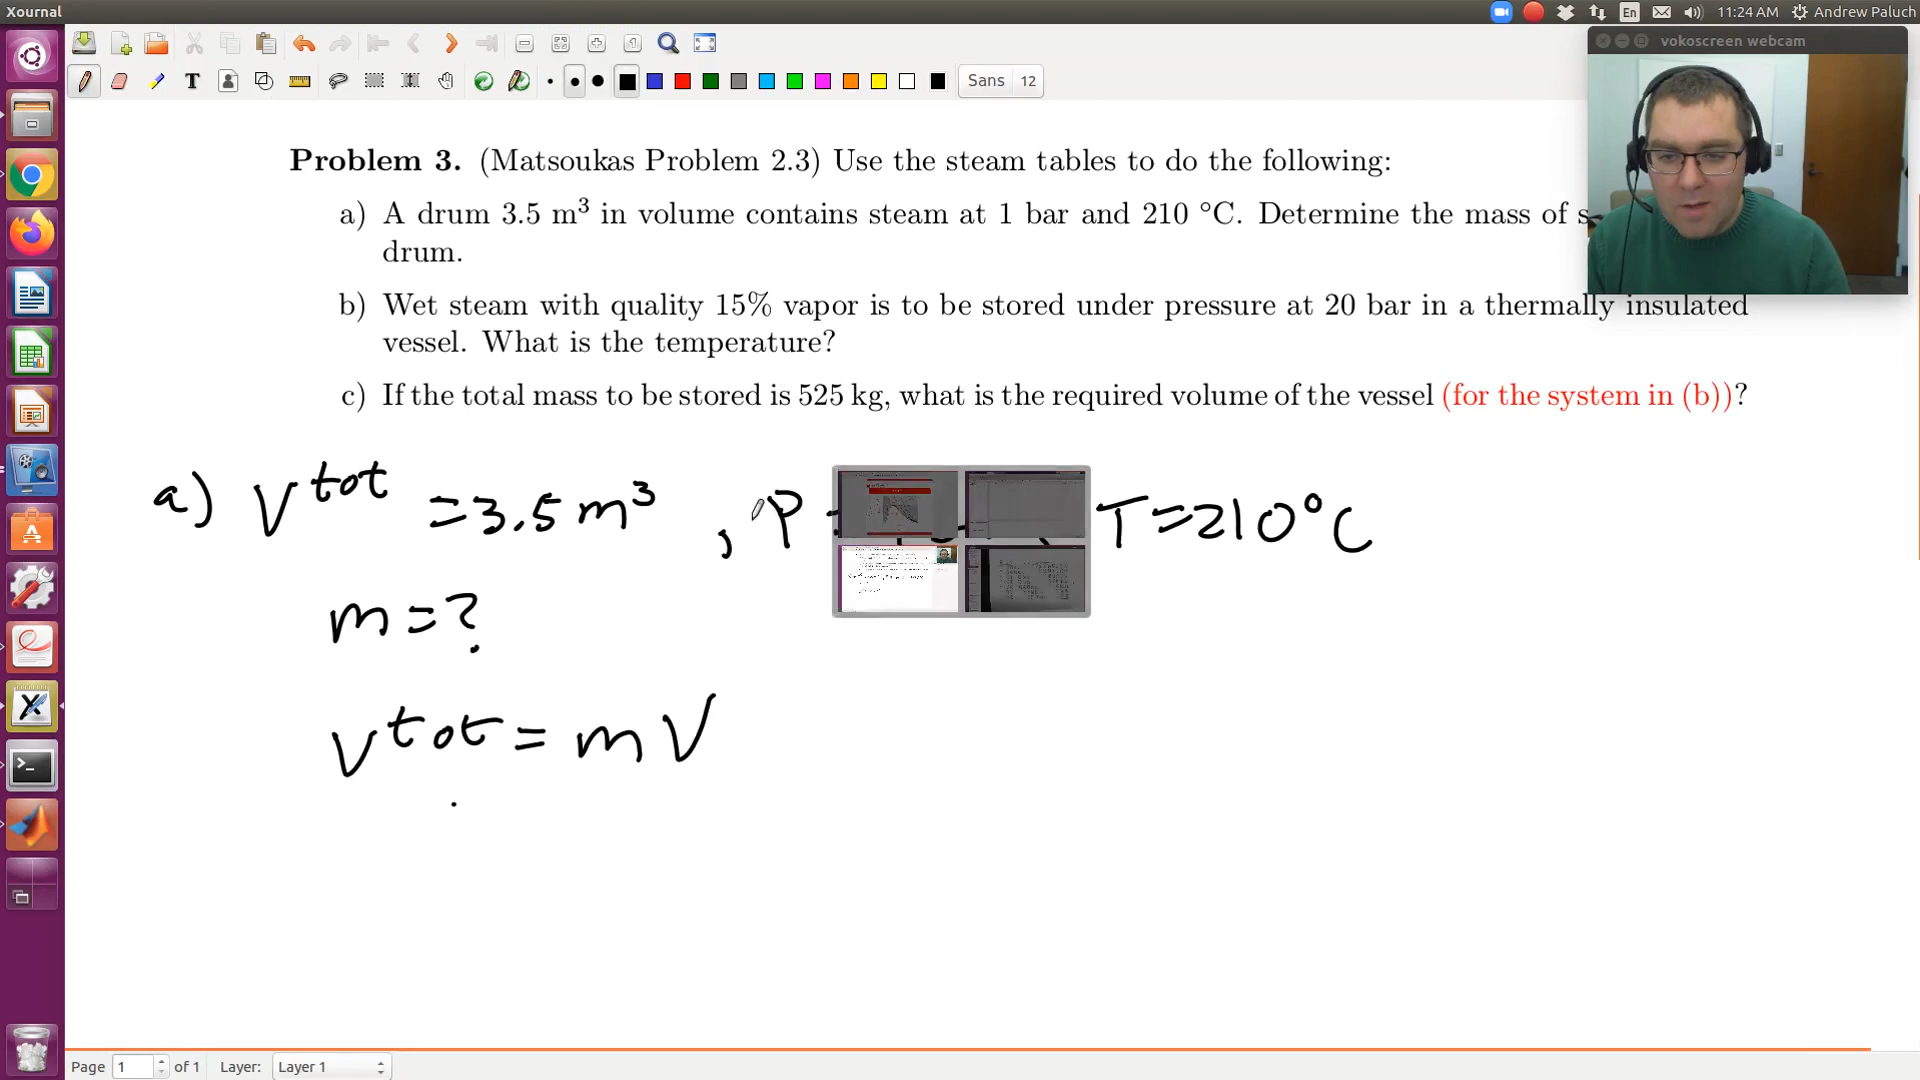 Xournal
En
11:24 AM
Andrew Paluch
vokoscreen webcam
Sans 12
Problem 3. (Matsoukas Problem 2.3) Use the steam tables to do the following:
a) A drum 3.5 m³ in volume contains steam at 1 bar and 210 °C. Determine the mass of s
drum.
b) Wet steam with quality 15% vapor is to be stored under pressure at 20 bar in a thermally insulated
vessel. What is the temperature?
c) If the total mass to be stored is 525 kg, what is the required volume of the vessel (for the system in (b))?
a) V^tot = 3.5 m³ , P T = 210°C
m = ?
V^tot = m V
Page 1 of 1 Layer: Layer 1